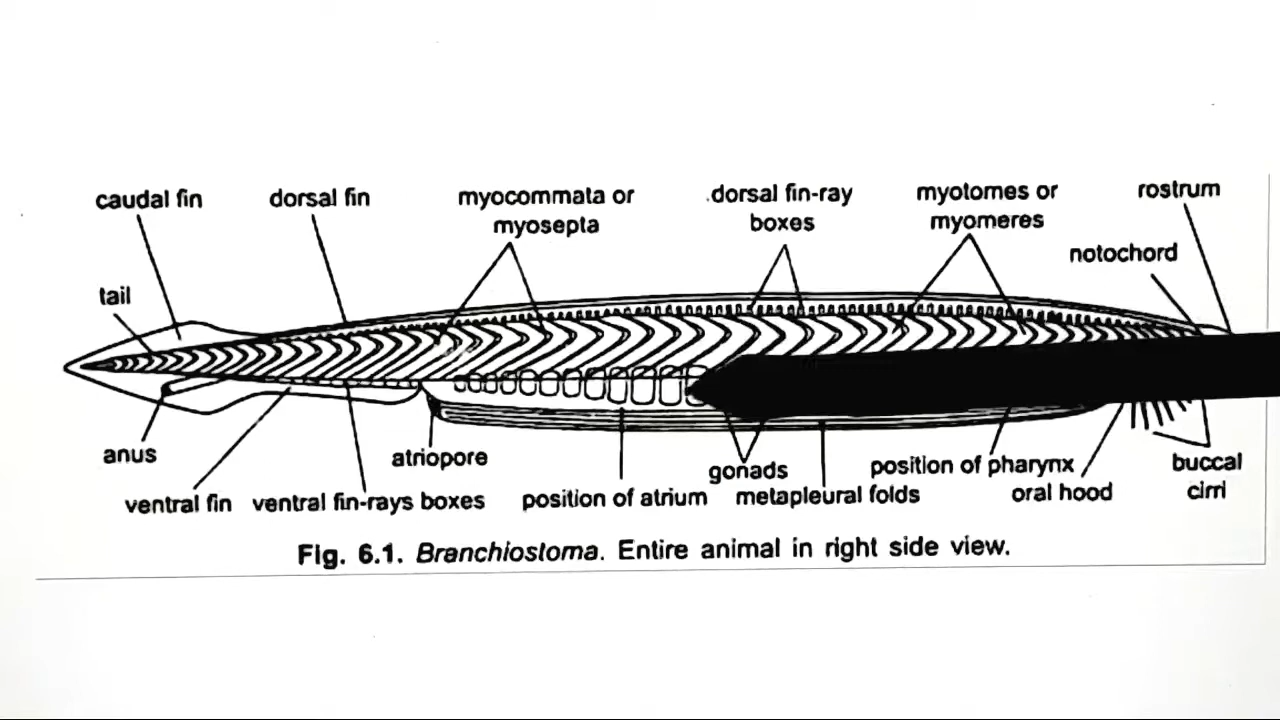 caudal fin
dorsal fin
myocommata or
myosepta
dorsal fin-ray
boxes
myotomes or
myomeres
rostrum
notochord
tail
anus
atriopore
gonads
position of pharynx
buccal
cirri
ventral fin
ventral fin-rays boxes
position of atrium
metapleural folds
oral hood
Fig. 6.1. Branchiostoma. Entire animal in right side view.